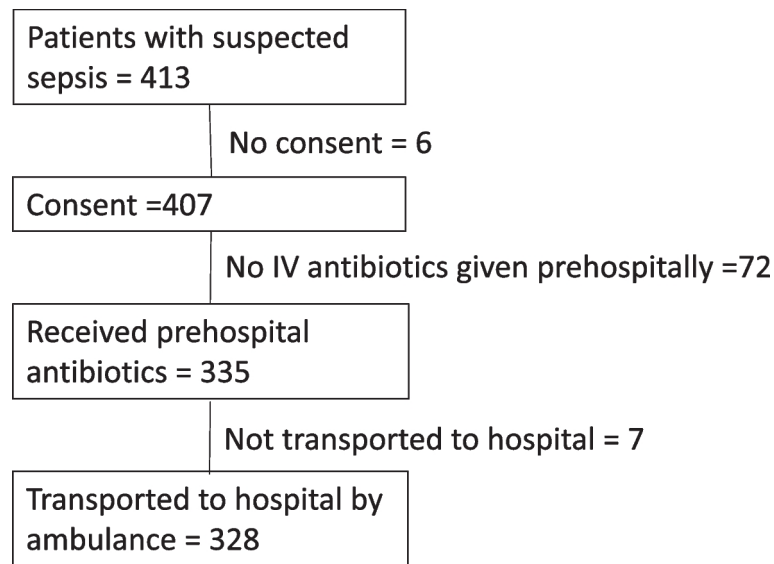 Patients with suspected
sepsis = 413
No consent = 6
Consent =407
No IV antibiotics given prehospitally =72
Received prehospital
antibiotics = 335
Not transported to hospital = 7
Transported to hospital by
ambulance = 328